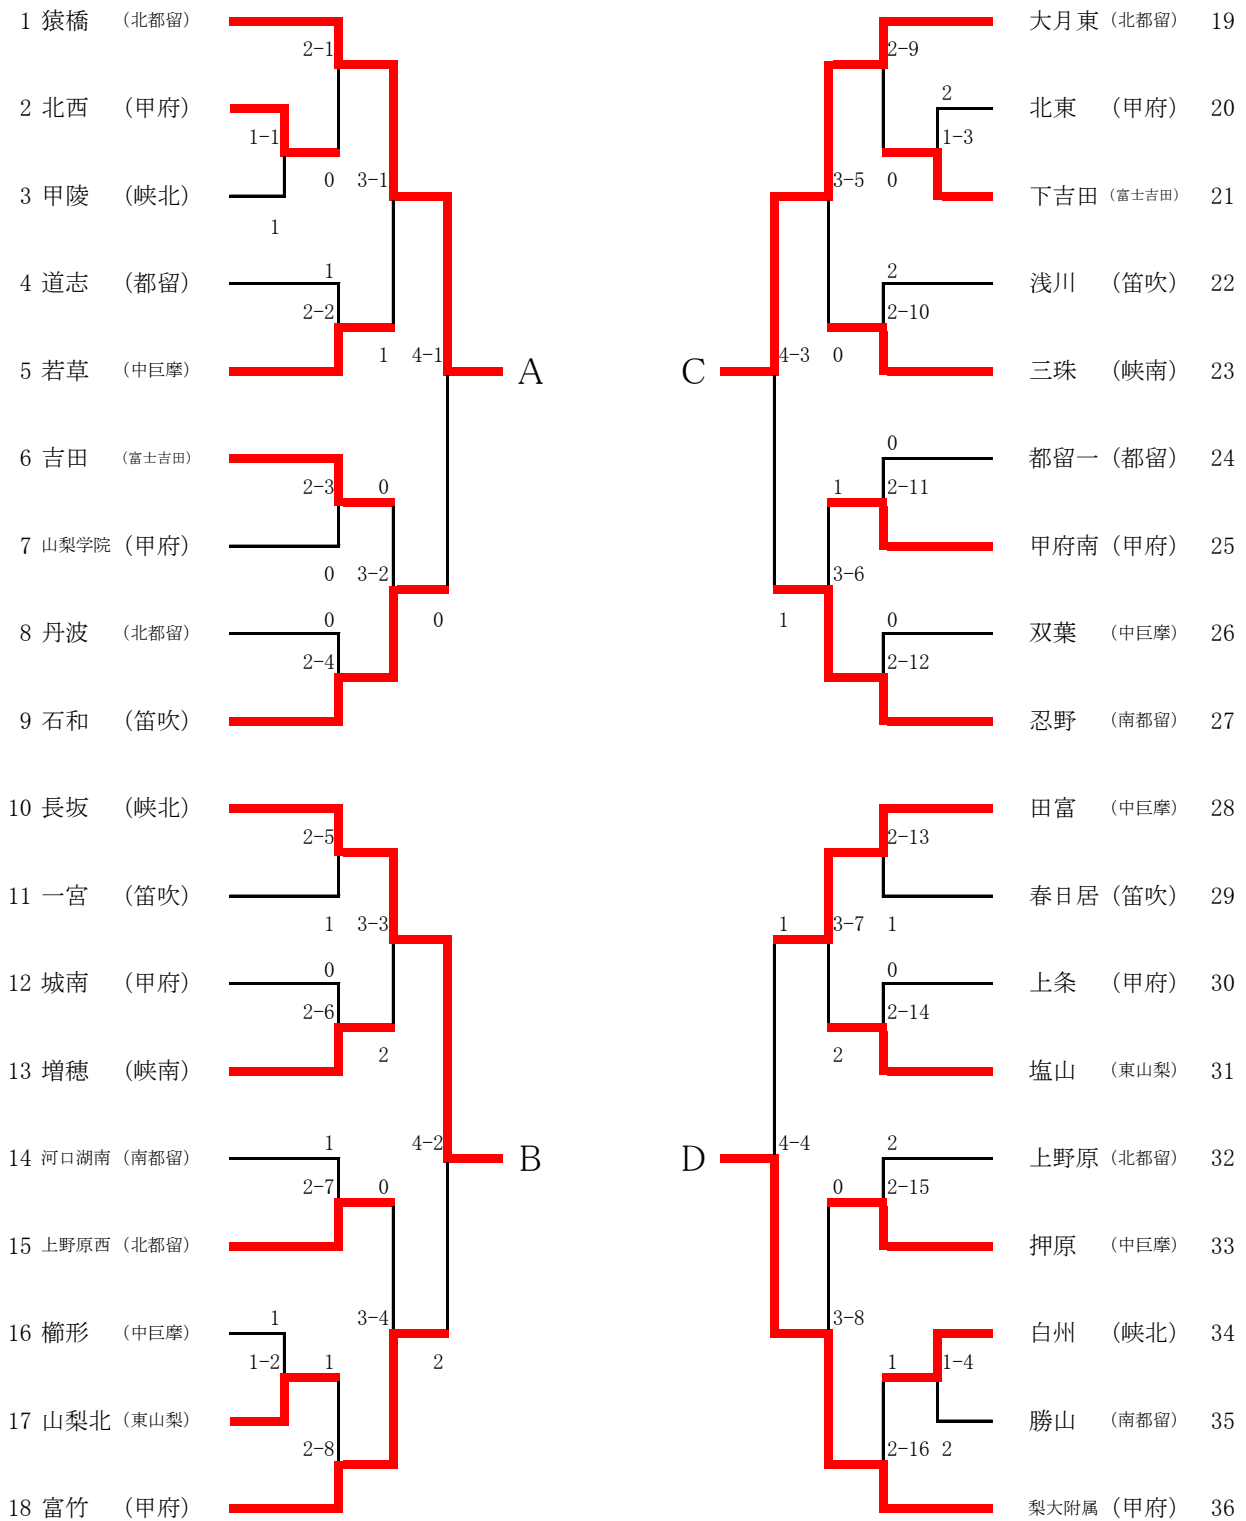 1 猿橋 (北都留)
2-1
2 北西 (甲府)
1-1
0 3-1
3 甲陵 (峡北)
1
4 道志 (都留)
1
2-2
1 4-1
5 若草 (中巨摩)
A
6 吉田 (富士吉田)
2-3 0
7 山梨学院 (甲府)
0 3-2
8 丹波 (北都留)
0 0
2-4
9 石和 (笛吹)
10 長坂 (峡北)
2-5
11 一宮 (笛吹)
1 3-3
12 城南 (甲府)
0
2-6
2
13 増穂 (峡南)
14 河口湖南 (南都留)
1 4-2
B
2-7 0
15 上野原西 (北都留)
16 櫛形 (中巨摩)
1 3-4
1-2 1 2
17 山梨北 (東山梨)
2-8
18 富竹 (甲府)
大月東 (北都留) 19
2-9
2
北東 (甲府) 20
1-3
3-5 0
下吉田 (富士吉田) 21
2
浅川 (笛吹) 22
2-10
4-3 0
C
三珠 (峡南) 23
0
都留一 (都留) 24
1 2-11
甲府南 (甲府) 25
3-6
1 0
双葉 (中巨摩) 26
2-12
忍野 (南都留) 27
田富 (中巨摩) 28
2-13
春日居 (笛吹) 29
1 3-7 1
0
上条 (甲府) 30
2-14
2
塩山 (東山梨) 31
4-4 2
D
上野原 (北都留) 32
0 2-15
押原 (中巨摩) 33
3-8
白州 (峡北) 34
1 1-4
勝山 (南都留) 35
2-16 2
梨大附属 (甲府) 36